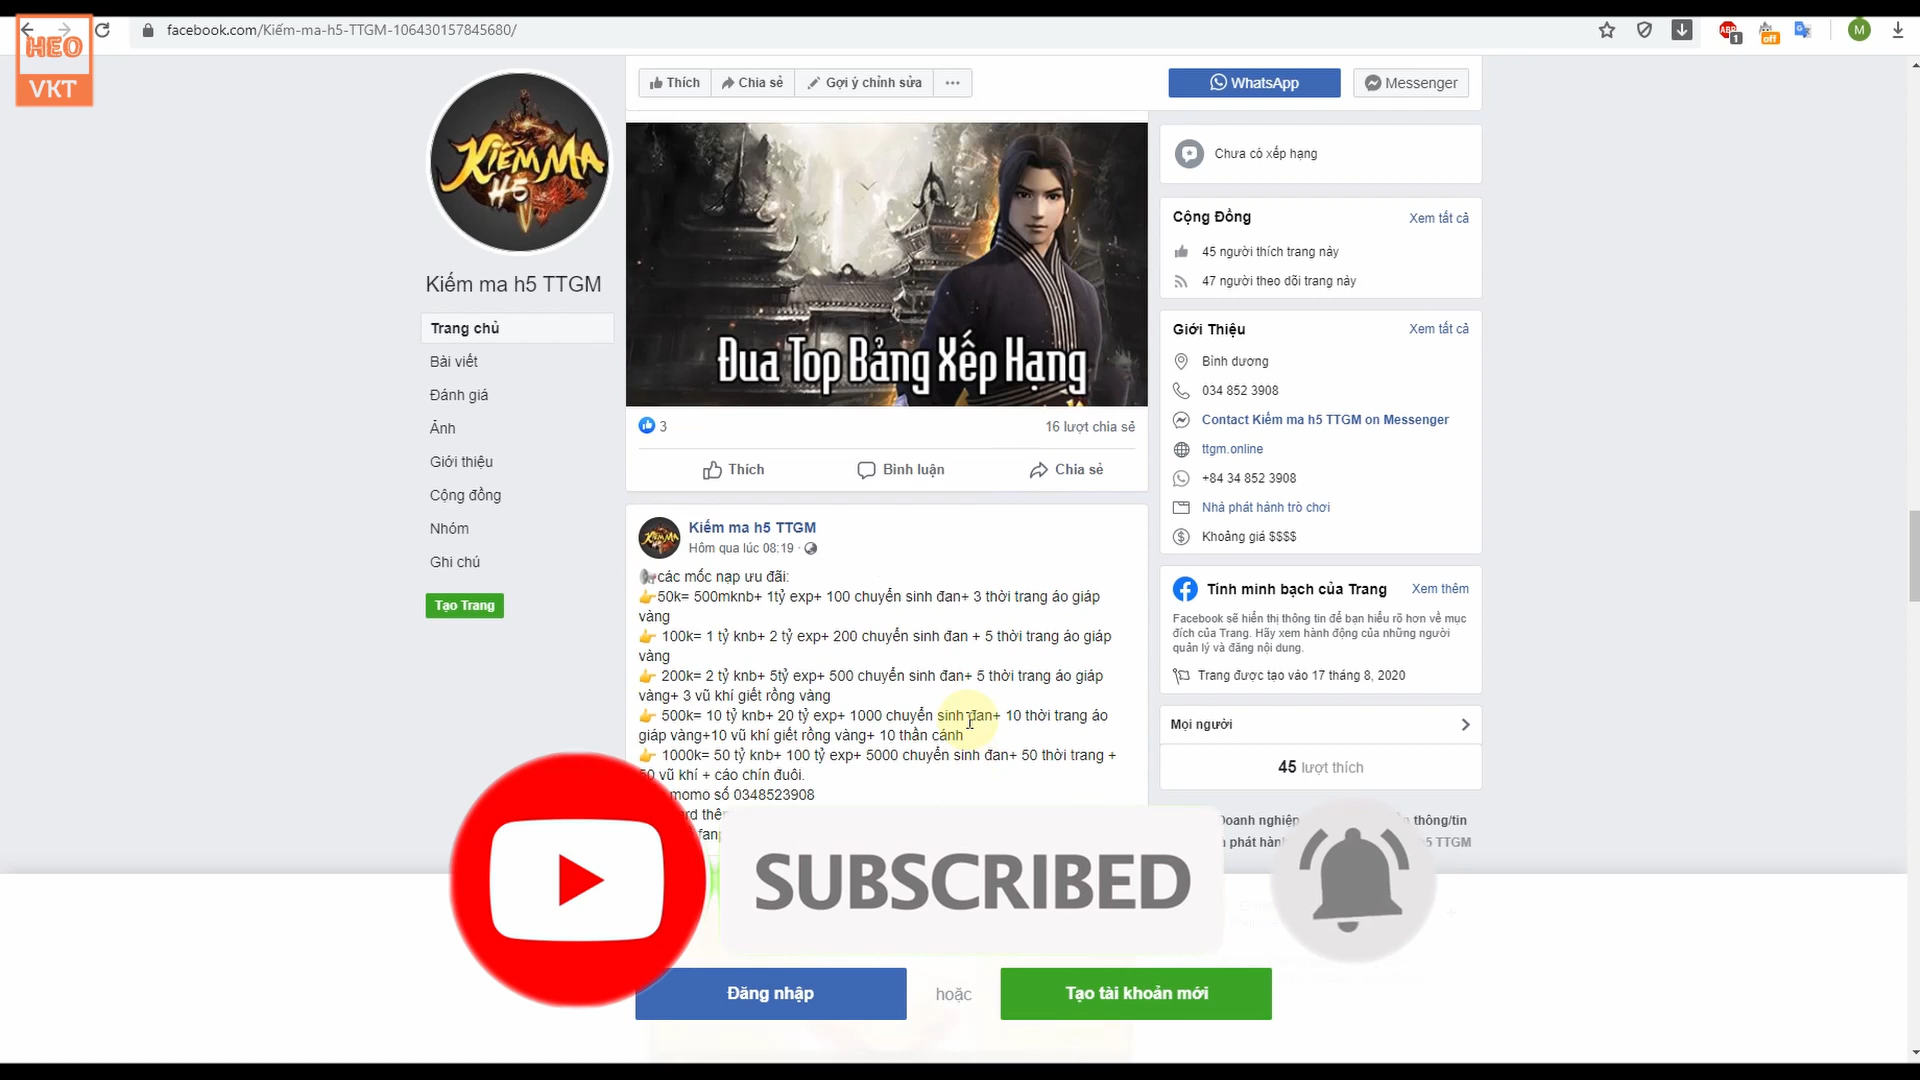 HEO
VKT
facebook.com/Kiếm-ma-h5-TTGM-106430157845680/
ABP
1
off
M
Thích
Chia sẻ
Gợi ý chỉnh sửa
WhatsApp
Messenger
KIẾM MA
H5
Kiếm ma h5 TTGM
Trang chủ
Bài viết
Đánh giá
Ảnh
Giới thiệu
Cộng đồng
Nhóm
Ghi chú
Tạo Trang
Đua Top Bảng Xếp Hạng
3
16 lượt chia sẻ
Thích
Bình luận
Chia sẻ
Kiếm ma h5 TTGM
Hôm qua lúc 08:19 ·
các mốc nạp ưu đãi:
50k= 500mknb+ 1tỷ exp+ 100 chuyển sinh đan+ 3 thời trang áo giáp
vàng
100k= 1 tỷ knb+ 2 tỷ exp+ 200 chuyển sinh đan + 5 thời trang áo giáp
vàng
200k= 2 tỷ knb+ 5tỷ exp+ 500 chuyển sinh đan+ 5 thời trang áo giáp
vàng+ 3 vũ khí giết rồng vàng
500k= 10 tỷ knb+ 20 tỷ exp+ 1000 chuyển sinh đan+ 10 thời trang áo
giáp vàng+10 vũ khí giết rồng vàng+ 10 thần cánh
1000k= 50 tỷ knb+ 100 tỷ exp+ 5000 chuyển sinh đan+ 50 thời trang +
vũ khí + cáo chín đuôi.
momo số 0348523908
Chưa có xếp hạng
Cộng Đồng
Xem tất cả
45 người thích trang này
47 người theo dõi trang này
Giới Thiệu
Xem tất cả
Bình dương
034 852 3908
Contact Kiếm ma h5 TTGM on Messenger
ttgm.online
+84 34 852 3908
Nhà phát hành trò chơi
Khoảng giá $$$$
Tính minh bạch của Trang
Xem thêm
Facebook sẽ hiển thị thông tin để bạn hiểu rõ hơn về mục
đích của Trang. Hãy xem hành động của những người
quản lý và đăng nội dung.
Trang được tạo vào 17 tháng 8, 2020
Mọi người
45 lượt thích
Doanh nghiệp thông/tin
phát hành TTGM
SUBSCRIBED
Đăng nhập
hoặc
Tạo tài khoản mới